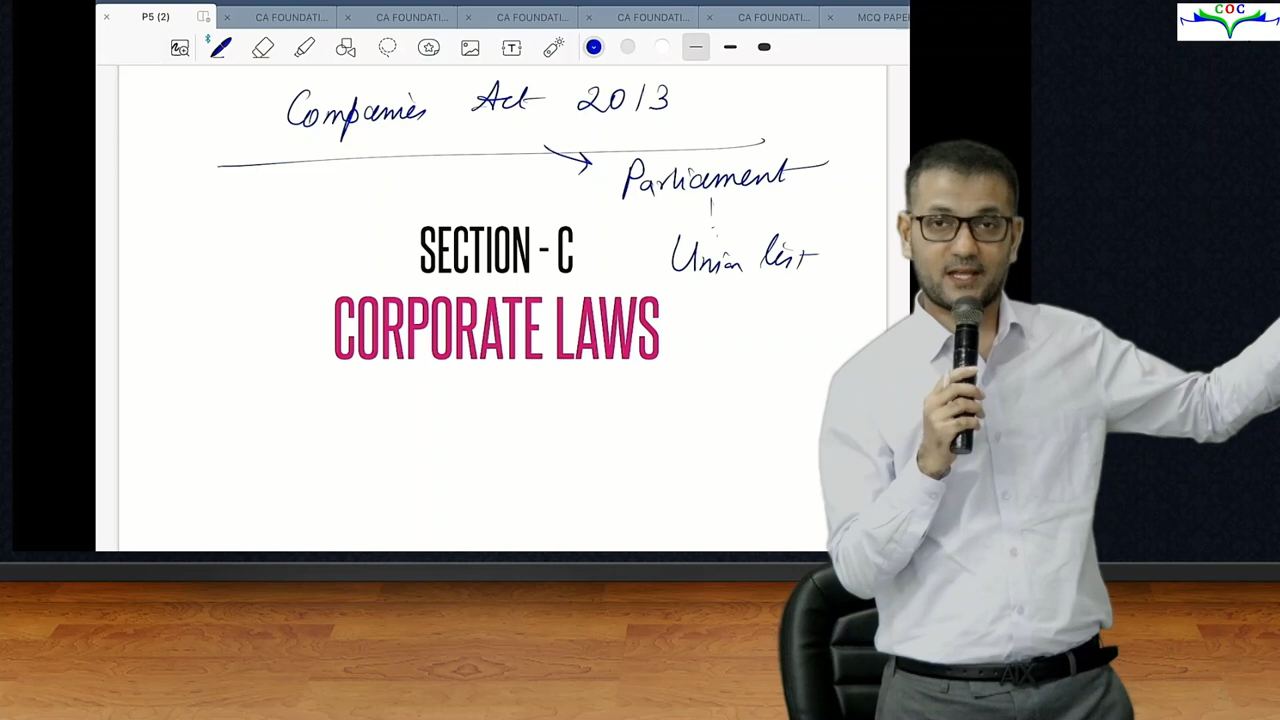 P5 (2)
CA FOUNDATI...
CA FOUNDATI...
CA FOUNDATI...
CA FOUNDATI...
CA FOUNDATI...
MCQ PAPER
COC
T
Companies Act 2013
Parliament
Union list
SECTION - C
CORPORATE LAWS